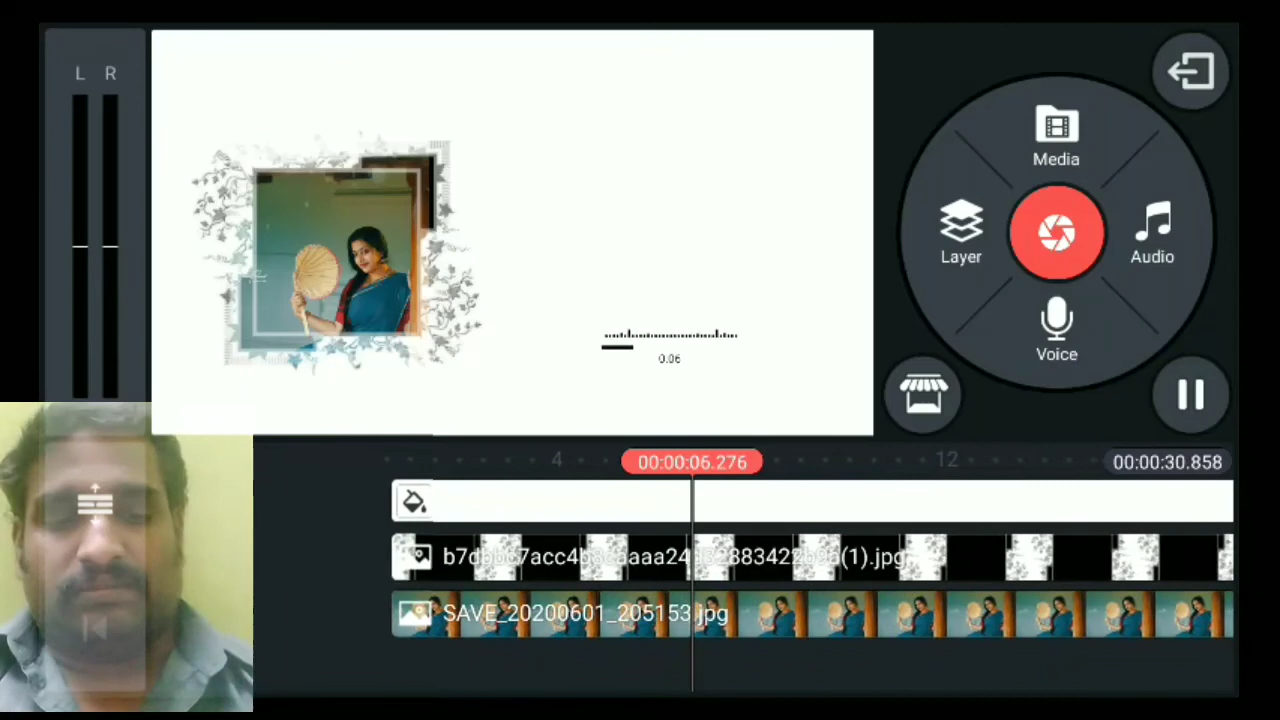 L R
Media
Layer
Audio
Voice
0.06
4
00:00:06.276
12
00:00:30.858
SAVE_20200601_205153.jpg